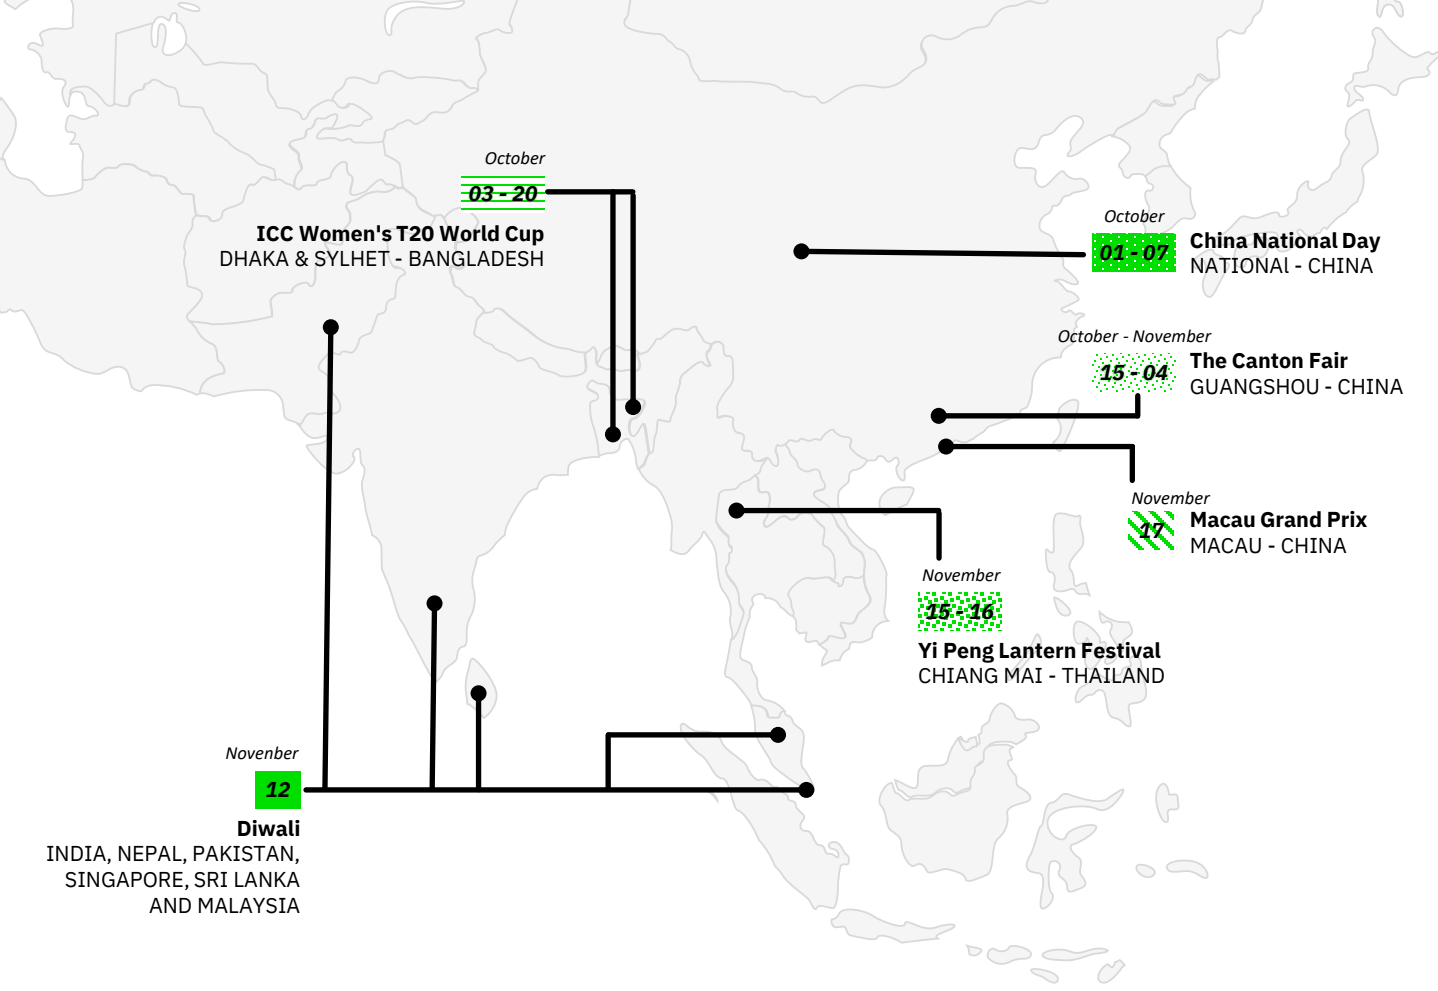 October
03 - 20
ICC Women's T20 World Cup
DHAKA & SYLHET - BANGLADESH
October
01 - 07
China National Day
NATIONAl - CHINA
October - November
15 - 04
The Canton Fair
GUANGSHOU - CHINA
November
17
Macau Grand Prix
MACAU - CHINA
November
15 - 16
Yi Peng Lantern Festival
CHIANG MAI - THAILAND
Novenber
12
Diwali
INDIA, NEPAL, PAKISTAN,
SINGAPORE, SRI LANKA
AND MALAYSIA